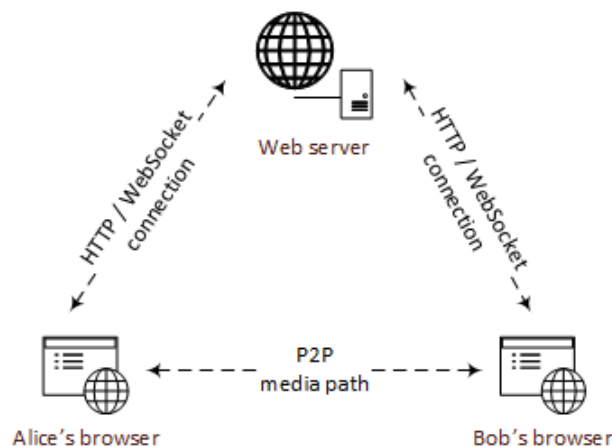 Web server
HTTP / WebSocket
connection
HTTP / WebSocket
connection
P2P
media path
Alice's browser
Bob's browser